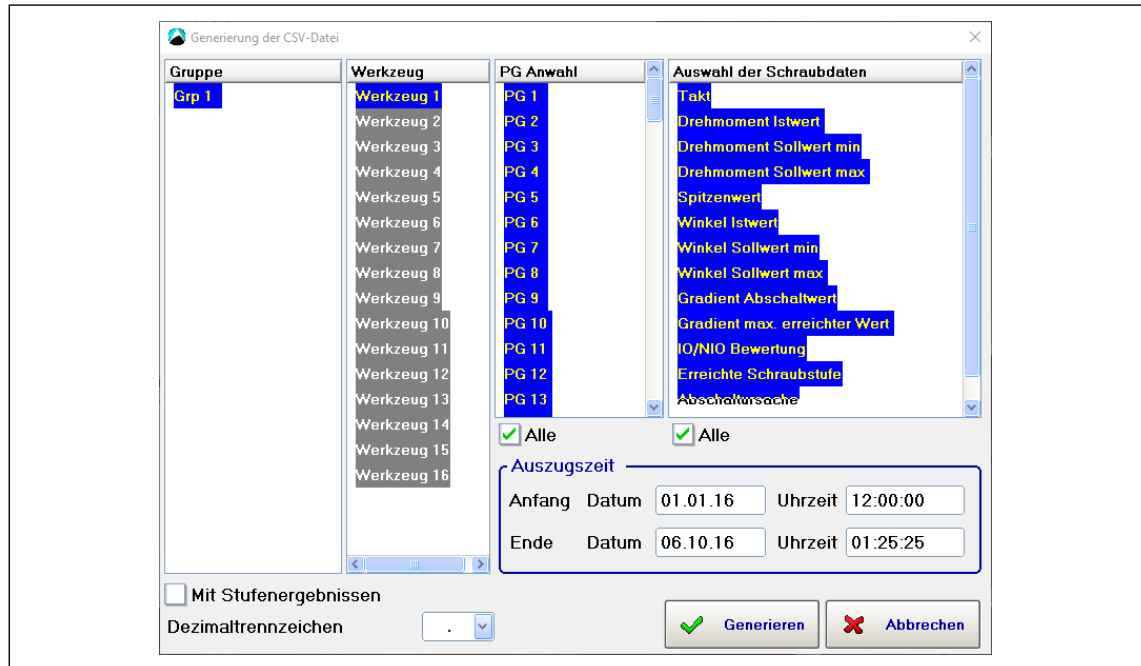 Generierung der CSV-Datei
Gruppe
Grp 1
Werkzeug
Werkzeug 1
Werkzeug 2
Werkzeug 3
Werkzeug 4
Werkzeug 5
Werkzeug 6
Werkzeug 7
Werkzeug 8
Werkzeug 9
Werkzeug 10
Werkzeug 11
Werkzeug 12
Werkzeug 13
Werkzeug 14
Werkzeug 15
Werkzeug 16
PG Anwahl
PG 1
PG 2
PG 3
PG 4
PG 5
PG 6
PG 7
PG 8
PG 9
PG 10
PG 11
PG 12
PG 13
Alle
Auswahl der Schraubdaten
Takt
Drehmoment Istwert
Drehmoment Sollwert min
Drehmoment Sollwert max
Spitzenwert
Winkel Istwert
Winkel Sollwert min
Winkel Sollwert max
Gradient Abschaltwert
Gradient max. erreichter Wert
IO/NIO Bewertung
Erreichte Schraubstufe
Abschaltursache
Alle
Auszugszeit
Anfang Datum 01.01.16 Uhrzeit 12:00:00
Ende Datum 06.10.16 Uhrzeit 01:25:25
Mit Stufenergebnissen
Dezimaltrennzeichen .
Generieren
Abbrechen